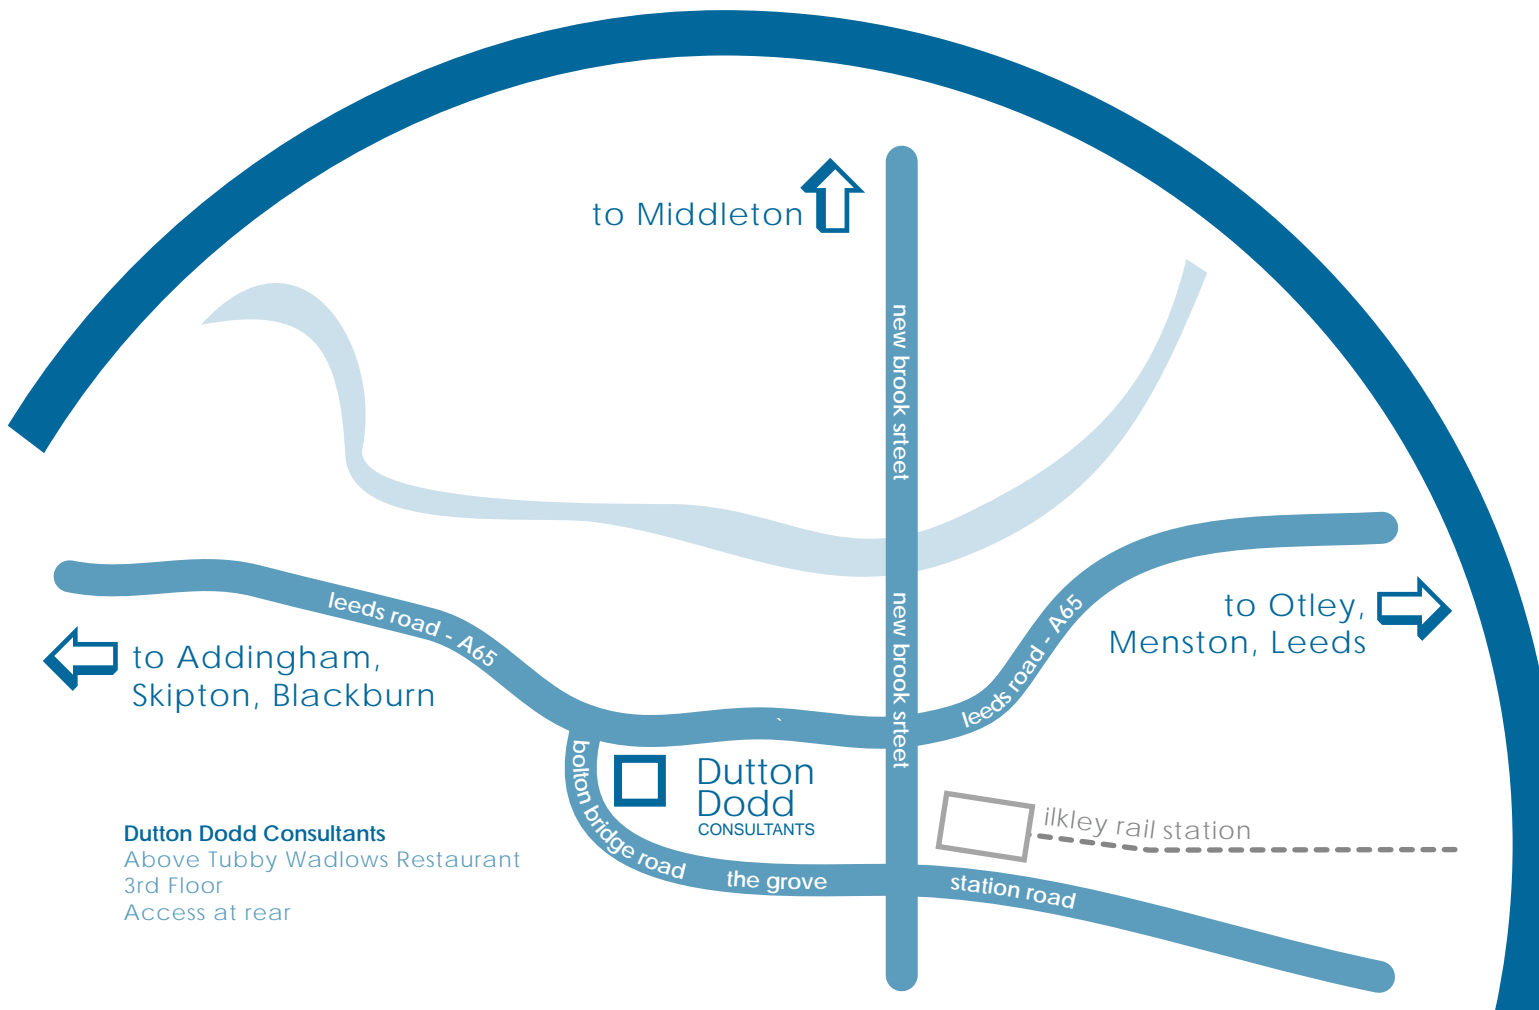 to Middleton
new brook srteet
leeds road - A65
to Addingham,
Skipton, Blackburn
new brook srteet
leeds road - A65
to Otley,
Menston, Leeds
`
bolton bridge road
Dutton
Dodd
CONSULTANTS
ilkley rail station
the grove
station road
Dutton Dodd Consultants
Above Tubby Wadlows Restaurant
3rd Floor
Access at rear